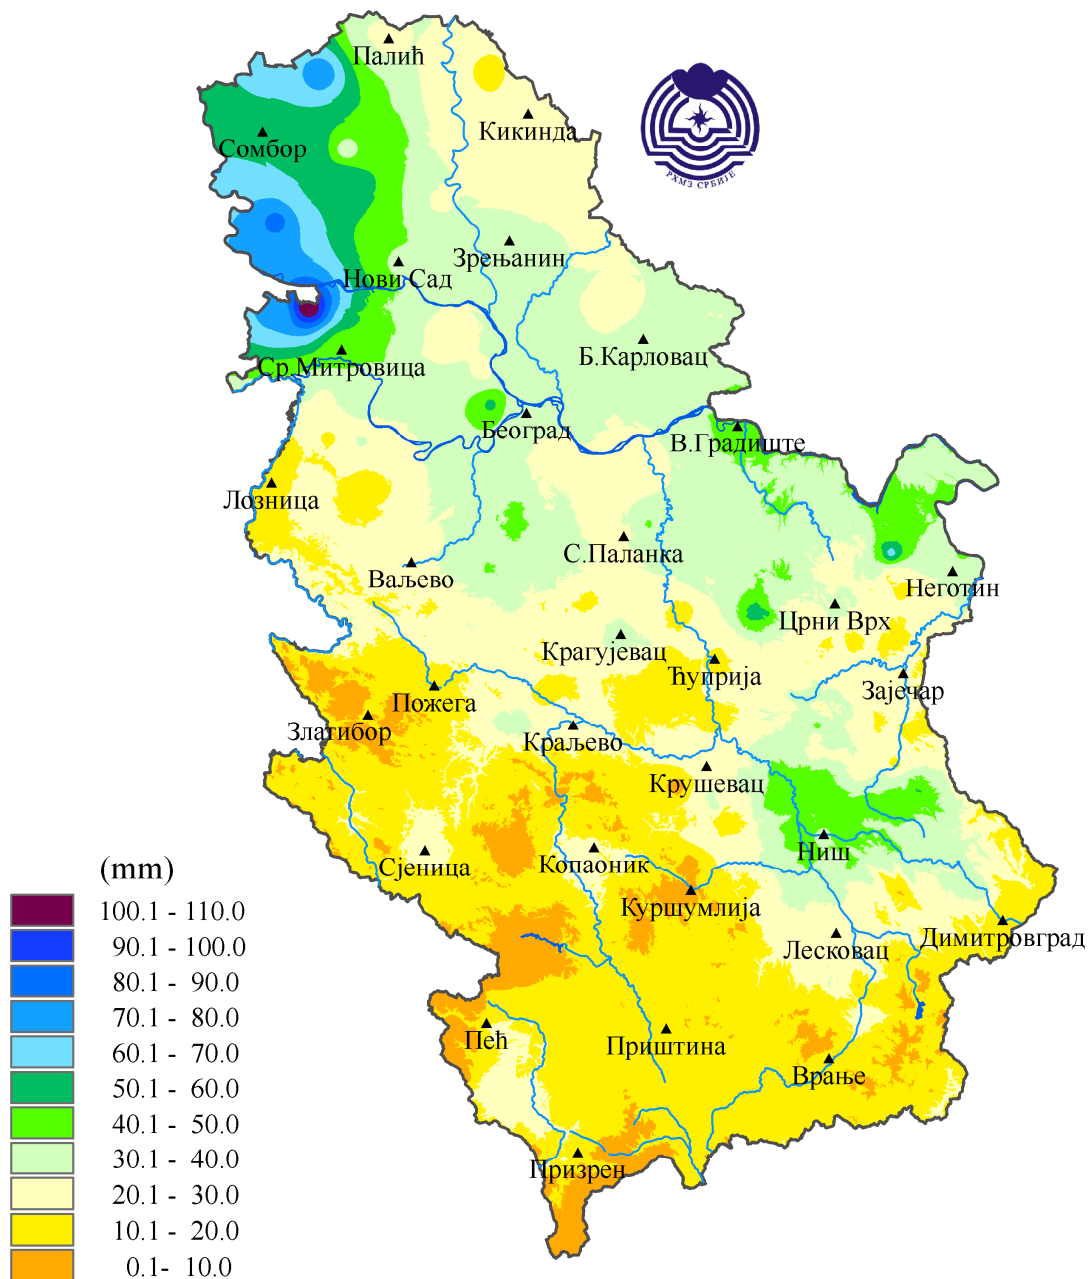 Палић
Кикинда
РХМЗ СРБИЈЕ
Сомбор
Зрењанин
Нови Сад
Б.Карловац
Ср.Митровица
Београд
В.Градиште
Лозница
С.Паланка
Ваљево
Неготин
Црни Врх
Крагујевац
Ћуприја
Зајечар
Пожега
Златибор
Краљево
Крушевац
Ниш
Сјеница
Копаоник
Куршумлија
Лесковац
Димитровград
Пећ
Приштина
Врање
Призрен
(mm)
100.1 - 110.0
90.1 - 100.0
80.1 - 90.0
70.1 - 80.0
60.1 - 70.0
50.1 - 60.0
40.1 - 50.0
30.1 - 40.0
20.1 - 30.0
10.1 - 20.0
0.1- 10.0